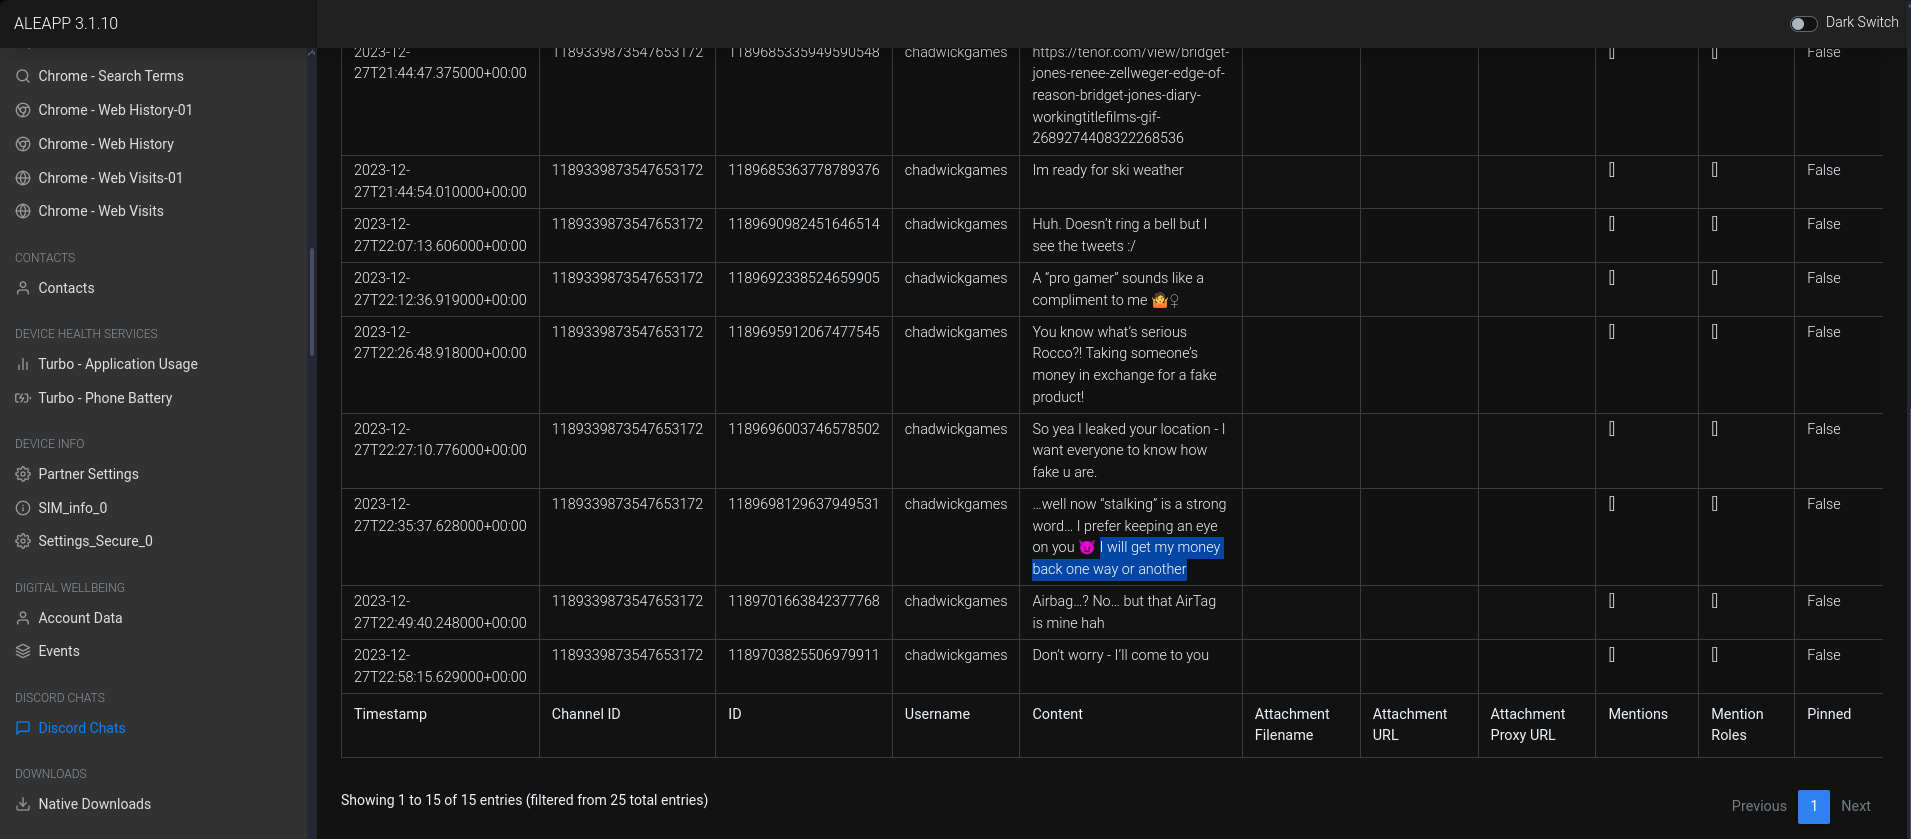 ALEAPP 3.1.10
Dark Switch
Chrome - Search Terms
Chrome - Web History-01
Chrome - Web History
Chrome - Web Visits-01
Chrome - Web Visits
CONTACTS
Contacts
DEVICE HEALTH SERVICES
Turbo - Application Usage
Turbo - Phone Battery
DEVICE INFO
Partner Settings
SIM_info_0
Settings_Secure_0
DIGITAL WELLBEING
Account Data
Events
DISCORD CHATS
Discord Chats
DOWNLOADS
Native Downloads
2023-12-
27T21:44:47.375000+00:00
1189339873547653172
1189685335949590548
chadwickgames
https://tenor.com/view/bridget-
jones-renee-zellweger-edge-of-
reason-bridget-jones-diary-
workingtitlefilms-gif-
2689274408322268536
[]
[]
False
2023-12-
27T21:44:54.010000+00:00
1189339873547653172
1189685363778789376
chadwickgames
Im ready for ski weather
[]
[]
False
2023-12-
27T22:07:13.606000+00:00
1189339873547653172
1189690982451646514
chadwickgames
Huh. Doesn’t ring a bell but I
see the tweets :/
[]
[]
False
2023-12-
27T22:12:36.919000+00:00
1189339873547653172
1189692338524659905
chadwickgames
A “pro gamer” sounds like a
compliment to me 🤷♀
[]
[]
False
2023-12-
27T22:26:48.918000+00:00
1189339873547653172
1189695912067477545
chadwickgames
You know what’s serious
Rocco?! Taking someone’s
money in exchange for a fake
product!
[]
[]
False
2023-12-
27T22:27:10.776000+00:00
1189339873547653172
1189696003746578502
chadwickgames
So yea I leaked your location - I
want everyone to know how
fake u are.
[]
[]
False
2023-12-
27T22:35:37.628000+00:00
1189339873547653172
1189698129637949531
chadwickgames
…well now “stalking” is a strong
word… I prefer keeping an eye
on you 😈 I will get my money
back one way or another
[]
[]
False
2023-12-
27T22:49:40.248000+00:00
1189339873547653172
1189701663842377768
chadwickgames
Airbag…? No… but that AirTag
is mine hah
[]
[]
False
2023-12-
27T22:58:15.629000+00:00
1189339873547653172
1189703825506979911
chadwickgames
Don’t worry - I’ll come to you
[]
[]
False
Timestamp
Channel ID
ID
Username
Content
Attachment
Filename
Attachment
URL
Attachment
Proxy URL
Mentions
Mention
Roles
Pinned
Showing 1 to 15 of 15 entries (filtered from 25 total entries)
Previous
1
Next